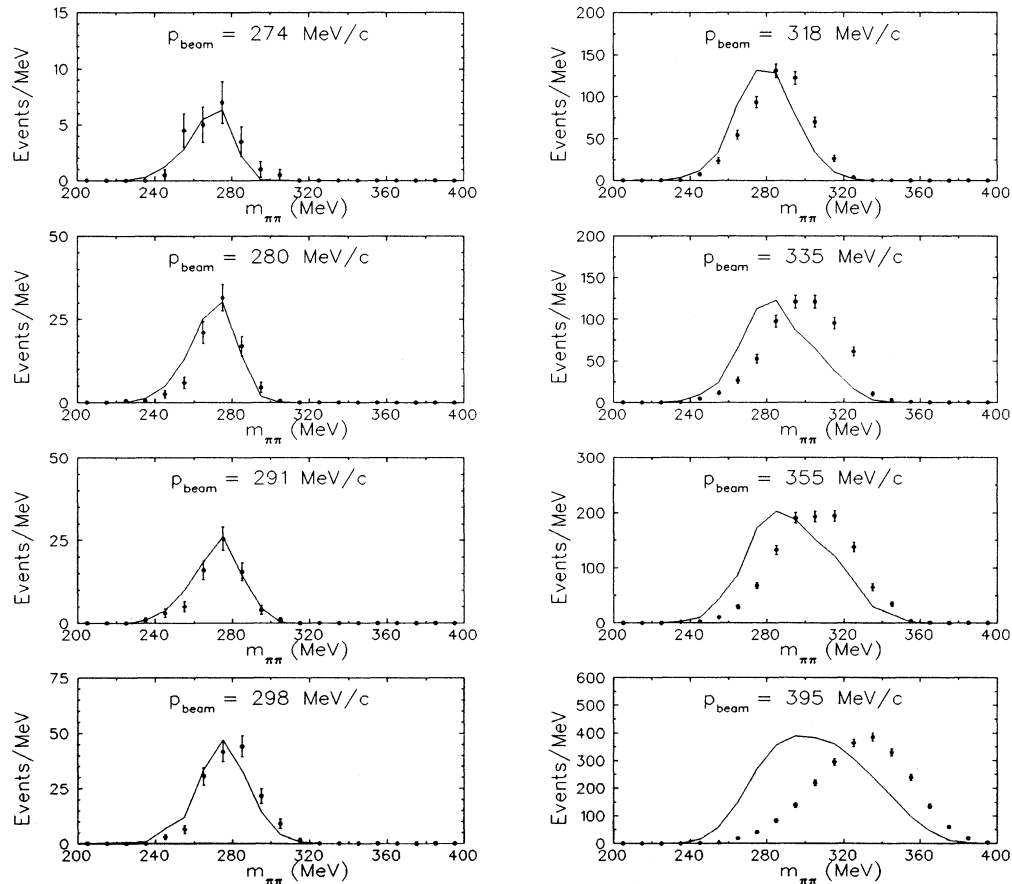 p_beam = 274 MeV/c
Events/MeV
15
10
5
0
200 240 280 320 360 400
m_ππ (MeV)
p_beam = 280 MeV/c
Events/MeV
50
25
0
200 240 280 320 360 400
m_ππ (MeV)
p_beam = 291 MeV/c
Events/MeV
50
25
0
200 240 280 320 360 400
m_ππ (MeV)
p_beam = 298 MeV/c
Events/MeV
75
50
25
0
200 240 280 320 360 400
m_ππ (MeV)
p_beam = 318 MeV/c
Events/MeV
200
150
100
50
0
200 240 280 320 360 400
m_ππ (MeV)
p_beam = 335 MeV/c
Events/MeV
200
150
100
50
0
200 240 280 320 360 400
m_ππ (MeV)
p_beam = 355 MeV/c
Events/MeV
300
200
100
0
200 240 280 320 360 400
m_ππ (MeV)
p_beam = 395 MeV/c
Events/MeV
600
500
400
300
200
100
0
200 240 280 320 360 400
m_ππ (MeV)